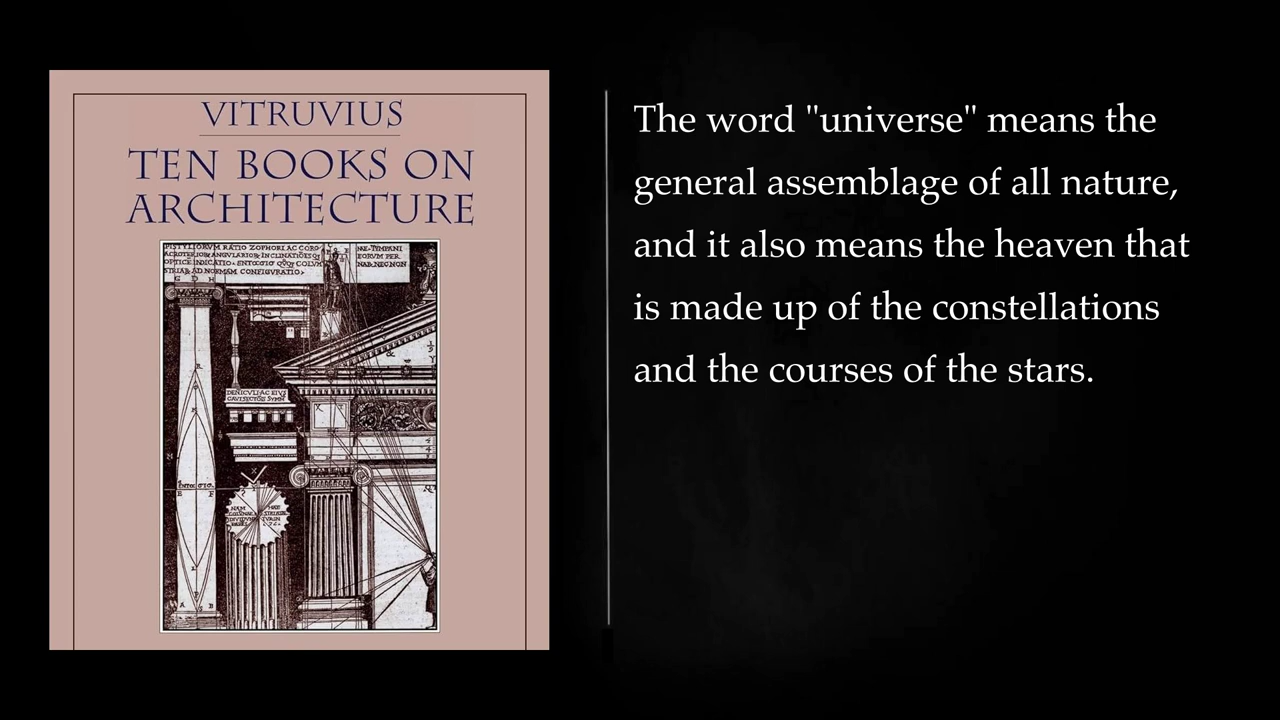 VITRUVIUS
TEN BOOKS ON
ARCHITECTURE
The word "universe" means the
general assemblage of all nature,
and it also means the heaven that
is made up of the constellations
and the courses of the stars.